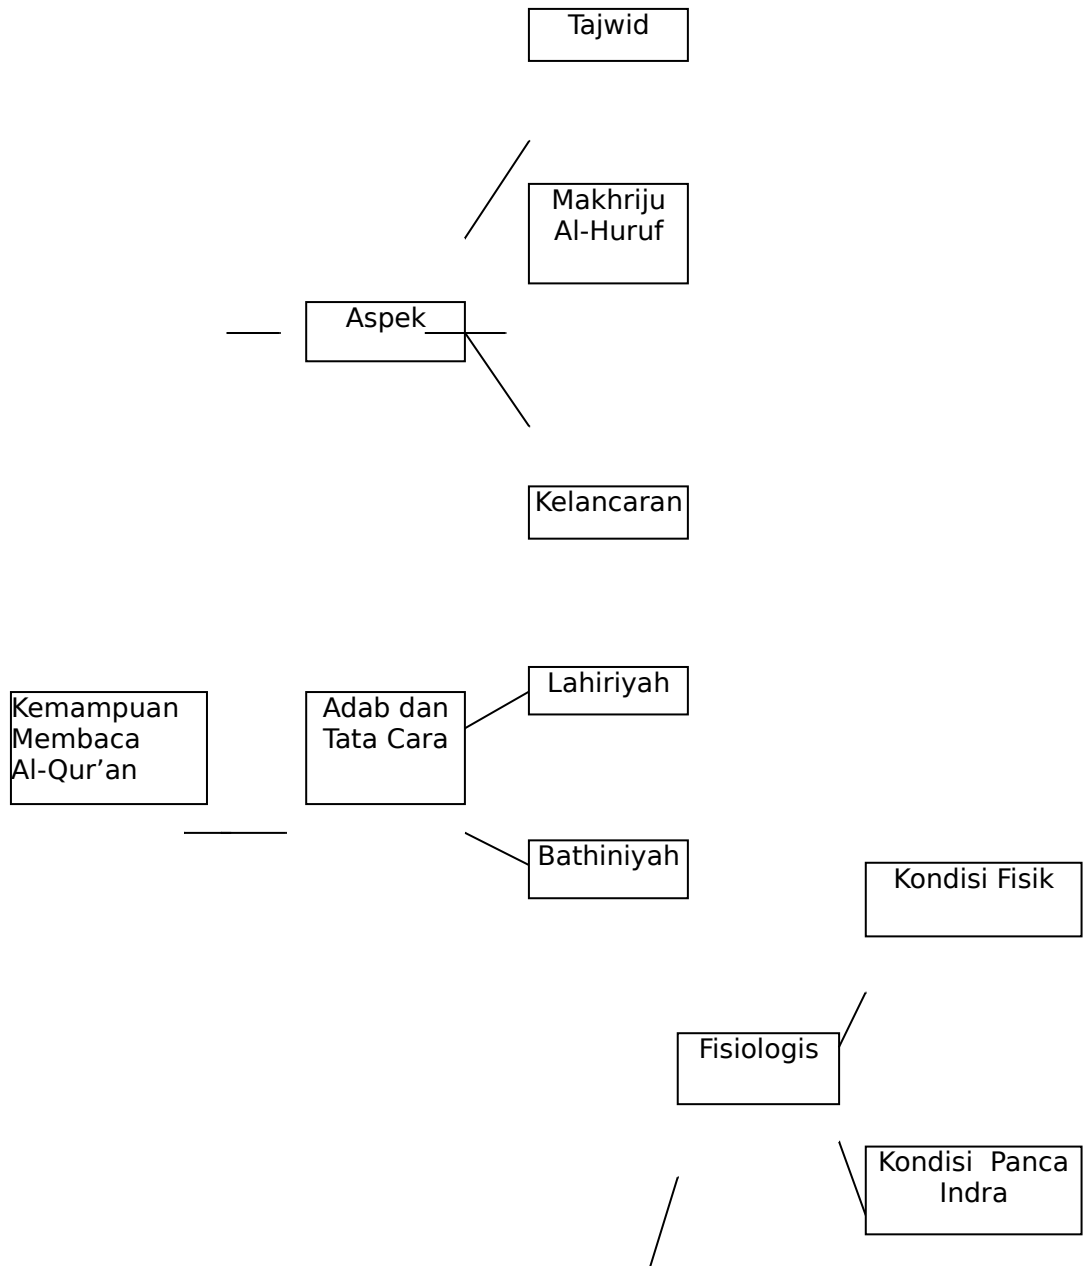 Tajwid
Makhriju
Al-Huruf
Aspek
Kelancaran
Lahiriyah
Kemampuan
Membaca
Al-Qur’an
Adab dan
Tata Cara
Bathiniyah
Kondisi Fisik
Fisiologis
Kondisi Panca
Indra